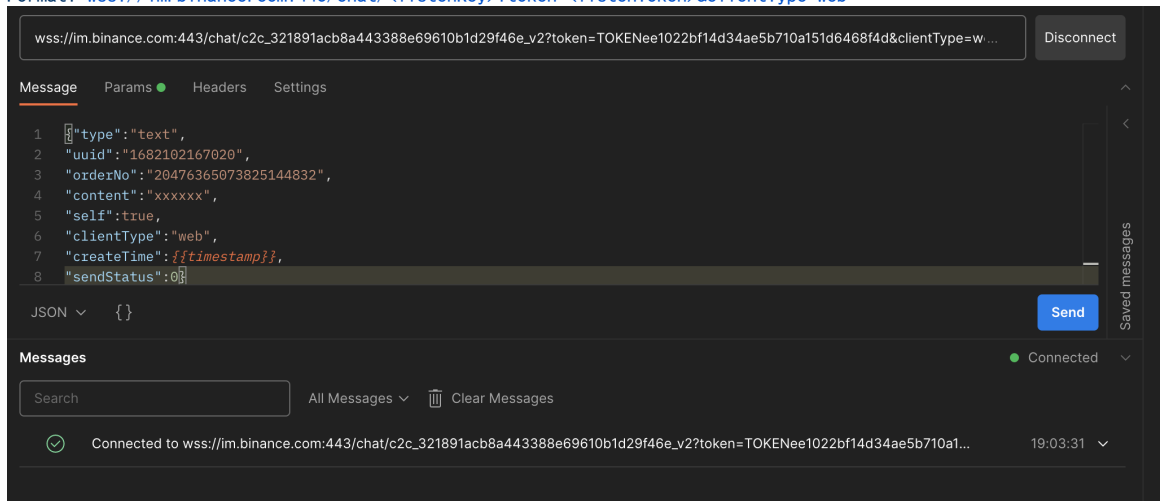 wss://im.binance.com:443/chat/c2c_321891acb8a443388e69610b1d29f46e_v2?token=TOKENee1022bf14d34ae5b710a151d6468f4d&clientType=w...
Disconnect
Message Params Headers Settings
1 {"type":"text",
2 "uuid":"1682102167020",
3 "orderNo":"20476365073825144832",
4 "content":"xxxxxx",
5 "self":true,
6 "clientType":"web",
7 "createTime":{{timestamp}},
8 "sendStatus":0}
Saved messages
JSON {}
Send
Messages
Connected
Search
All Messages
Clear Messages
Connected to wss://im.binance.com:443/chat/c2c_321891acb8a443388e69610b1d29f46e_v2?token=TOKENee1022bf14d34ae5b710a1...
19:03:31